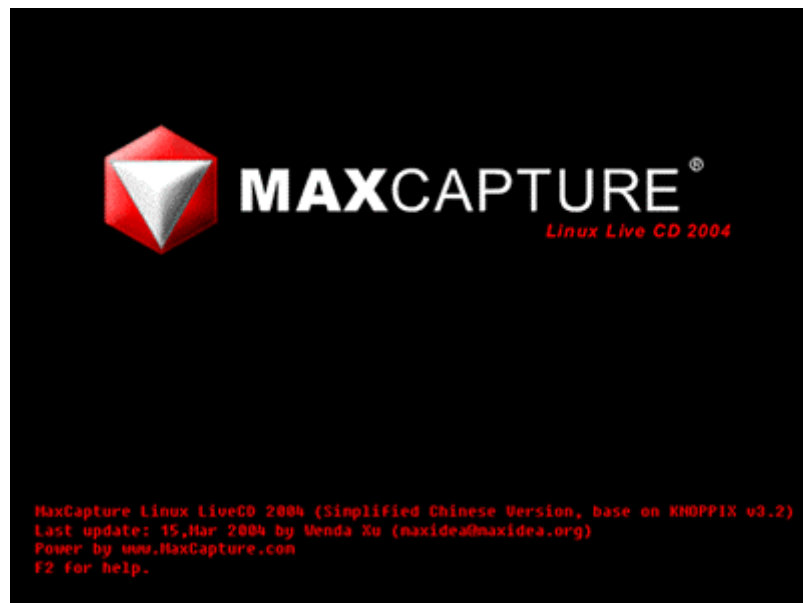 MAXCAPTURE®
Linux Live CD 2004
MaxCapture Linux LiveCD 2004 (Simplified Chinese Version, base on KNOPPIX v3.2)
Last update: 15,Mar 2004 by Wenda Xu (maxidea@maxidea.org)
Power by www.MaxCapture.com
F2 for help.